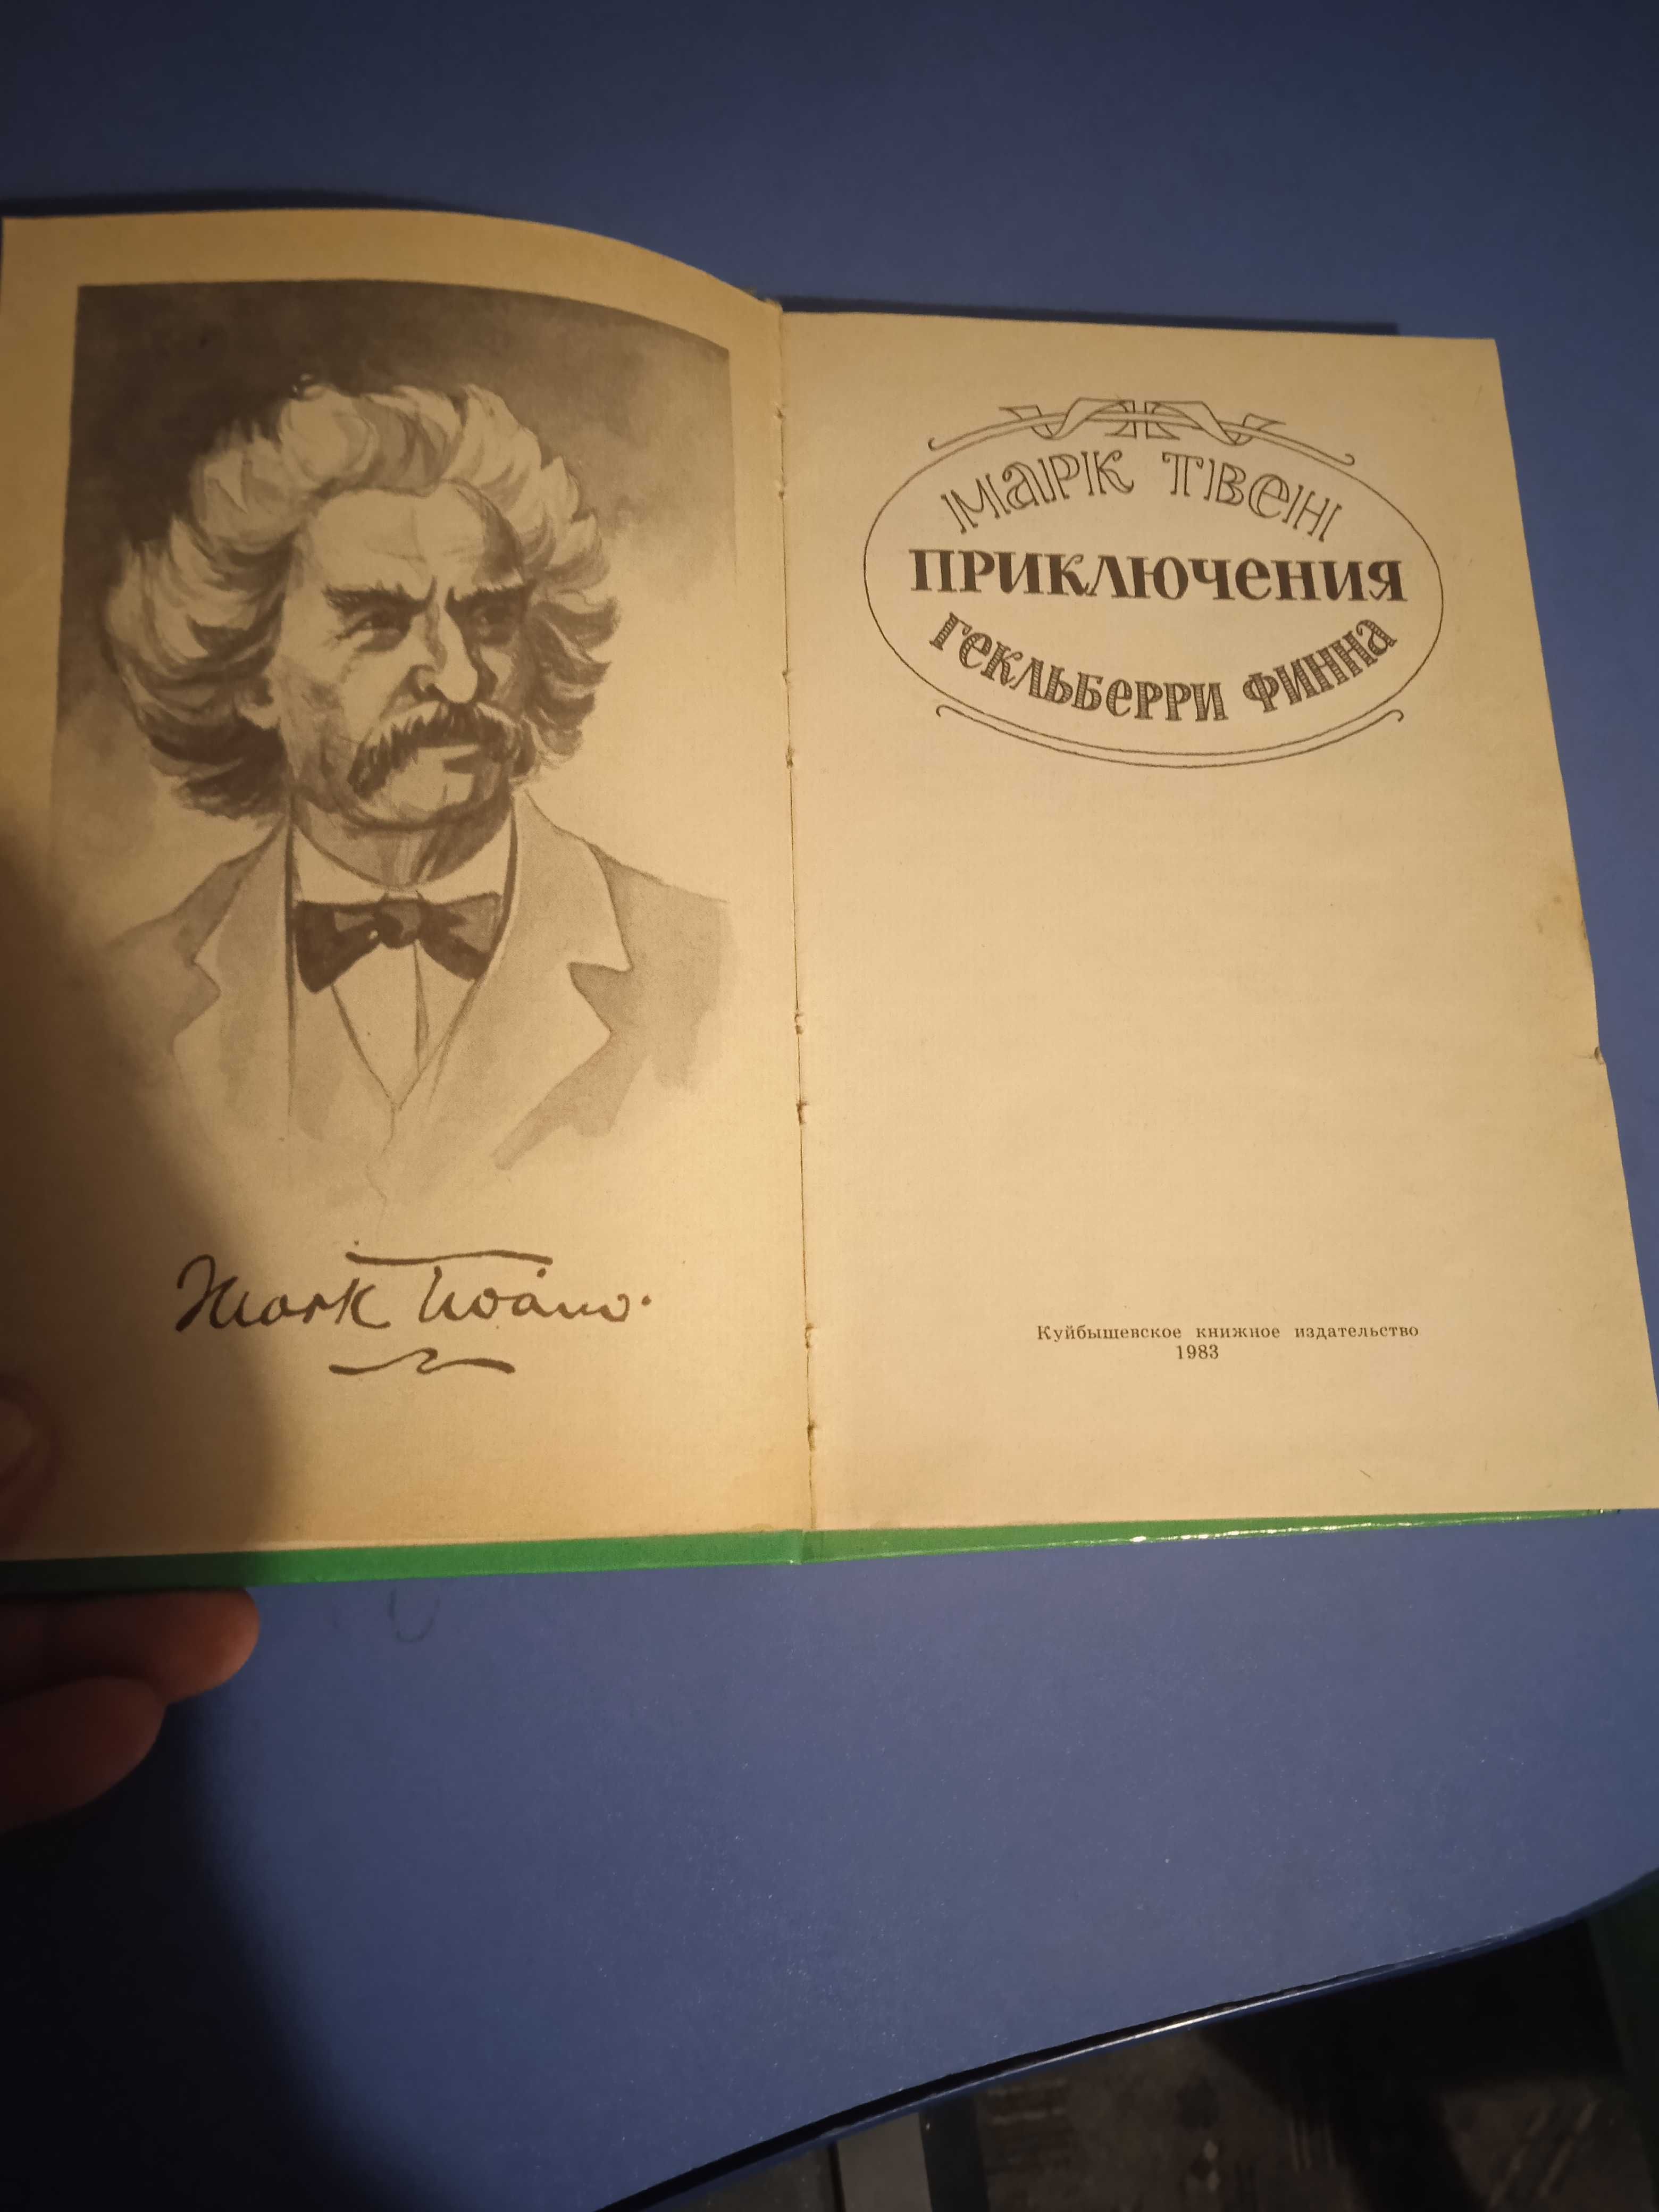 Mark Twain.
МАРК ТВЕН
ПРИКЛЮЧЕНИЯ
ГЕКЛЬБЕРРИ ФИННА
Куйбышевское книжное издательство
1983